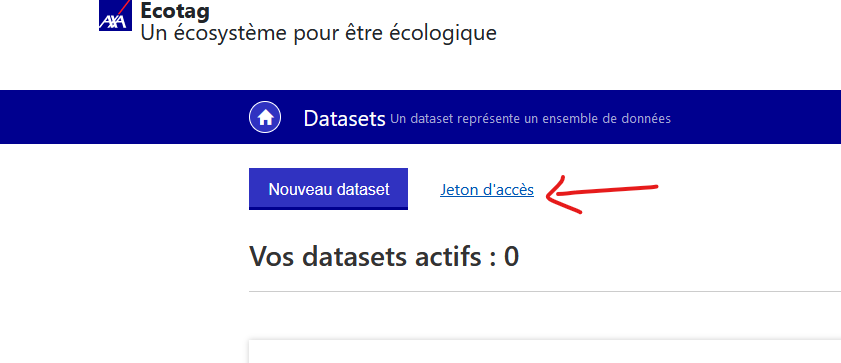 AXA
Ecotag
Un écosystème pour être écologique
Datasets Un dataset représente un ensemble de données
Nouveau dataset Jeton d'accès
Vos datasets actifs : 0